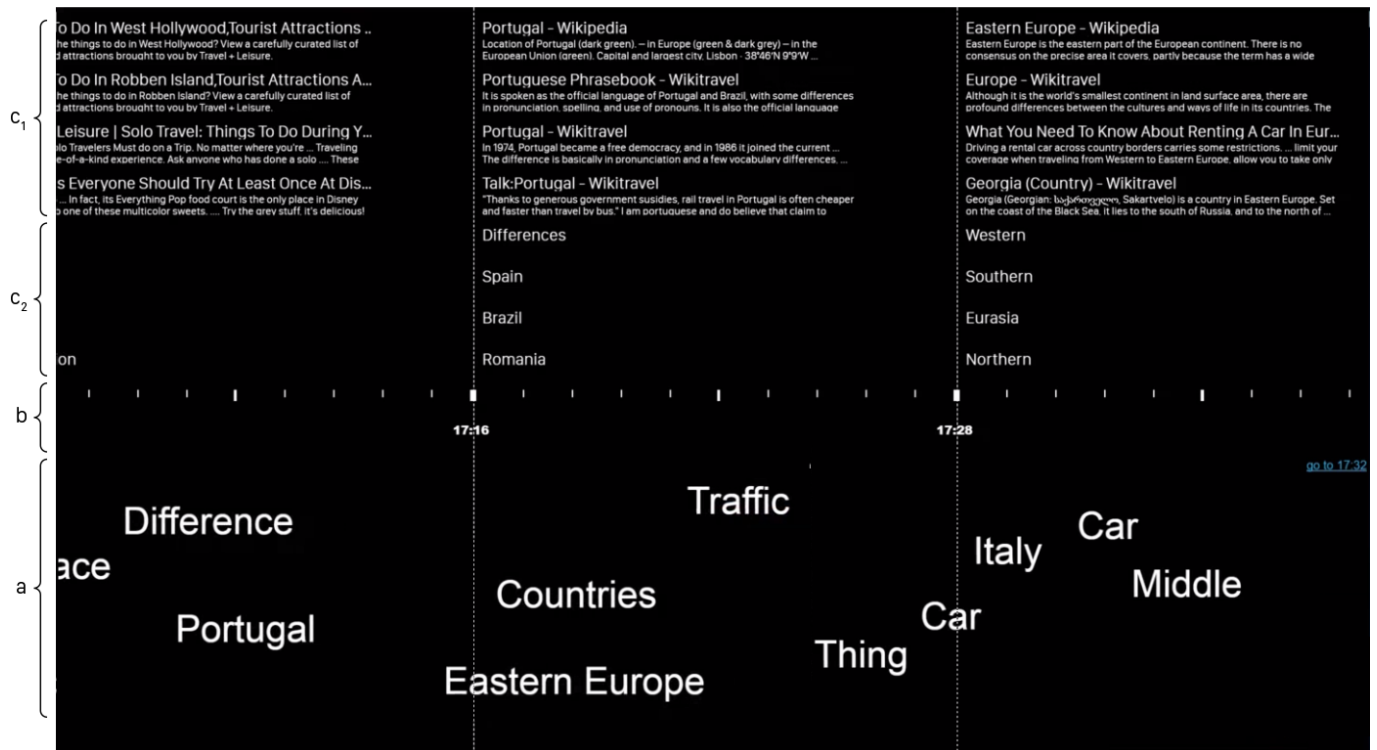 c1
To Do In West Hollywood,Tourist Attractions ..
he things to do in West Hollywood? View a carefully curated list of
d attractions brought to you by Travel + Leisure.
To Do In Robben Island,Tourist Attractions A...
he things to do in Robben Island? View a carefully curated list of
d attractions brought to you by Travel + Leisure.
Leisure | Solo Travel: Things To Do During Y...
olo Travelers Must do on a Trip. No matter where you're ... Traveling
e-of-a-kind experience. Ask anyone who has done a solo .... These
s Everyone Should Try At Least Once At Dis...
... In fact, its Everything Pop food court is the only place in Disney
o one of these multicolor sweets. .... Try the grey stuff, it's delicious!
Portugal - Wikipedia
Location of Portugal (dark green). – in Europe (green & dark grey) – in the
European Union (green). Capital and largest city, Lisbon · 38°46′N 9°9′W ...
Portuguese Phrasebook - Wikitravel
It is spoken as the official language of Portugal and Brazil, with some differences
in pronunciation, spelling, and use of pronouns. It is also the official language
Portugal - Wikitravel
In 1974, Portugal became a free democracy, and in 1986 it joined the current ...
The difference is basically in pronunciation and a few vocabulary differences. ...
Talk:Portugal - Wikitravel
"Thanks to generous government susidies, rail travel in Portugal is often cheaper
and faster than travel by bus." I am portuguese and do believe that claim to
Eastern Europe - Wikipedia
Eastern Europe is the eastern part of the European continent. There is no
consensus on the precise area it covers, partly because the term has a wide
Europe - Wikitravel
Although it is the world's smallest continent in land surface area, there are
profound differences between the cultures and ways of life in its countries. The
What You Need To Know About Renting A Car In Eur...
Driving a rental car across country borders carries some restrictions. ... limit your
coverage when traveling from Western to Eastern Europe. allow you to take only
Georgia (Country) - Wikitravel
Georgia (Georgian: საქართველო, Sakartvelo) is a country in Eastern Europe. Set
on the coast of the Black Sea, it lies to the south of Russia, and to the north of ...
c2
on
Differences
Spain
Brazil
Romania
Western
Southern
Eurasia
Northern
b
17:16
17:28
a
go to 17:32
Traffic
Difference
Car
Italy
ace
Middle
Countries
Car
Portugal
Thing
Eastern Europe